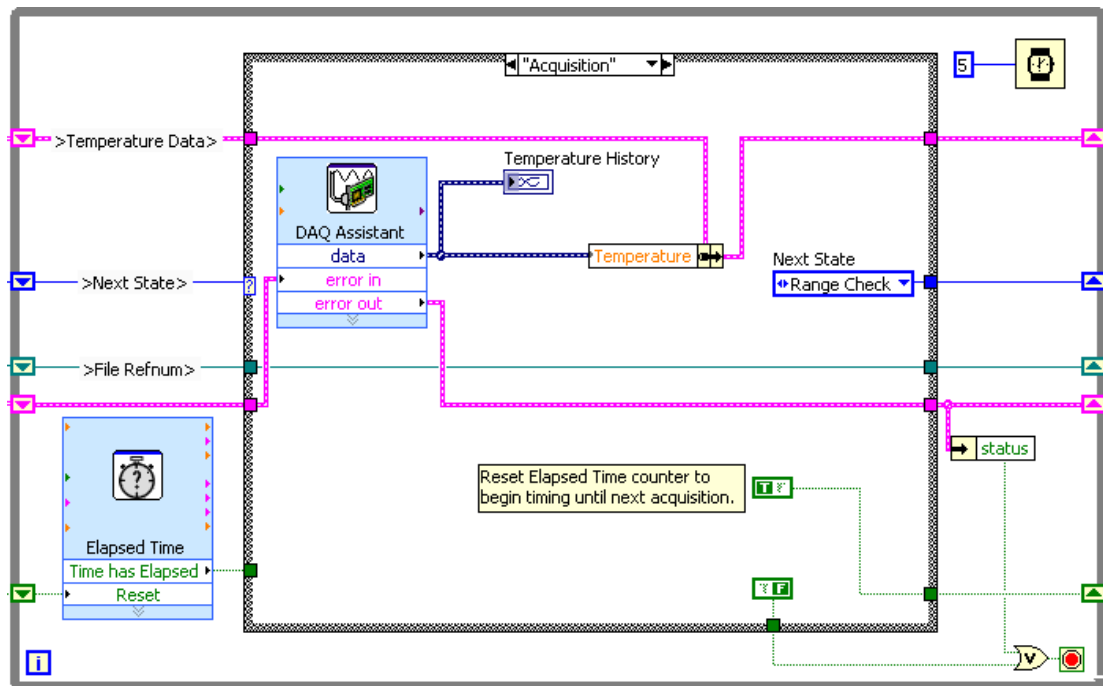 "Acquisition"
5
>Temperature Data>
Temperature History
DAQ Assistant
data
Temperature
error in
error out
>Next State>
?
Next State
Range Check
>File Refnum>
status
Reset Elapsed Time counter to
begin timing until next acquisition.
T
?
Elapsed Time
Time has Elapsed
Reset
F
i
V